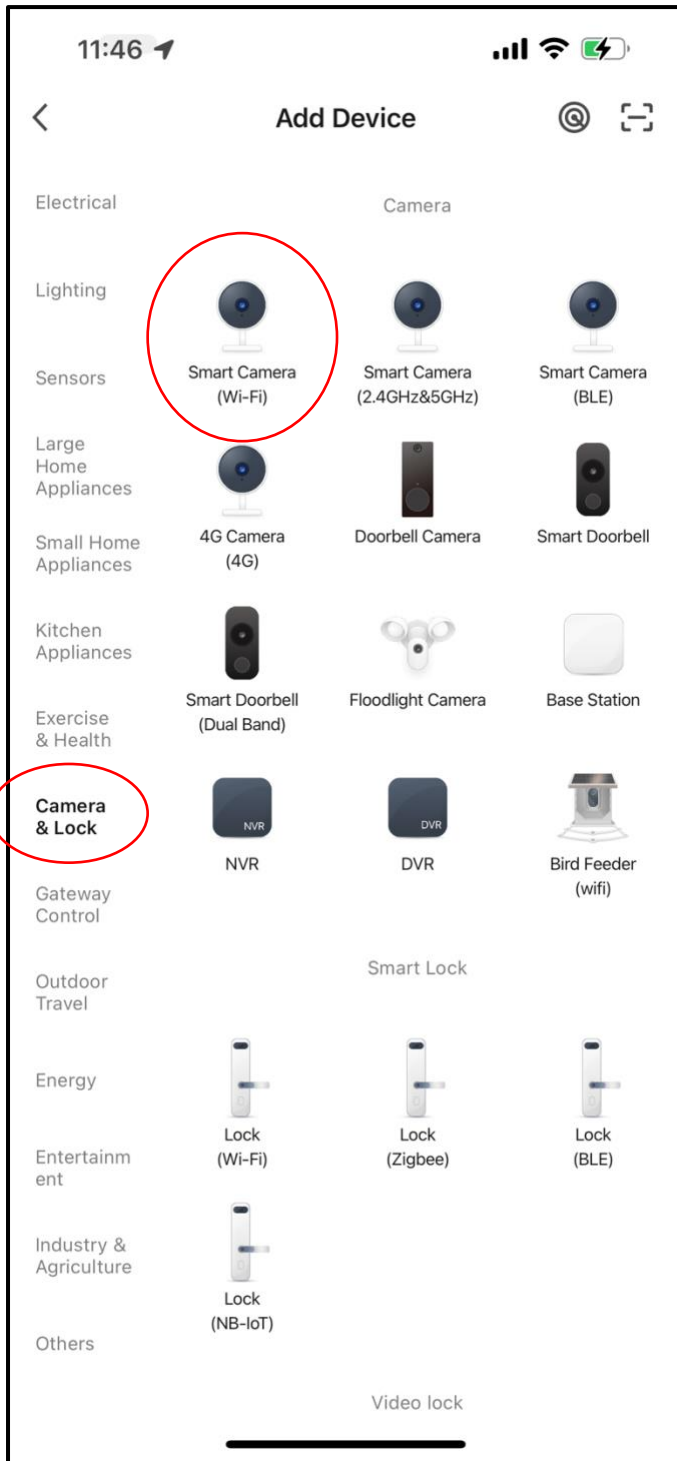 11:46
Add Device
Electrical
Lighting
Sensors
Large
Home
Appliances
Small Home
Appliances
Kitchen
Appliances
Exercise
& Health
Camera
& Lock
Gateway
Control
Outdoor
Travel
Energy
Entertainm
ent
Industry &
Agriculture
Others
Camera
Smart Camera
(Wi-Fi)
Smart Camera
(2.4GHz&5GHz)
Smart Camera
(BLE)
4G Camera
(4G)
Doorbell Camera
Smart Doorbell
Smart Doorbell
(Dual Band)
Floodlight Camera
Base Station
NVR
NVR
DVR
DVR
Bird Feeder
(wifi)
Smart Lock
Lock
(Wi-Fi)
Lock
(Zigbee)
Lock
(BLE)
Lock
(NB-IoT)
Video lock